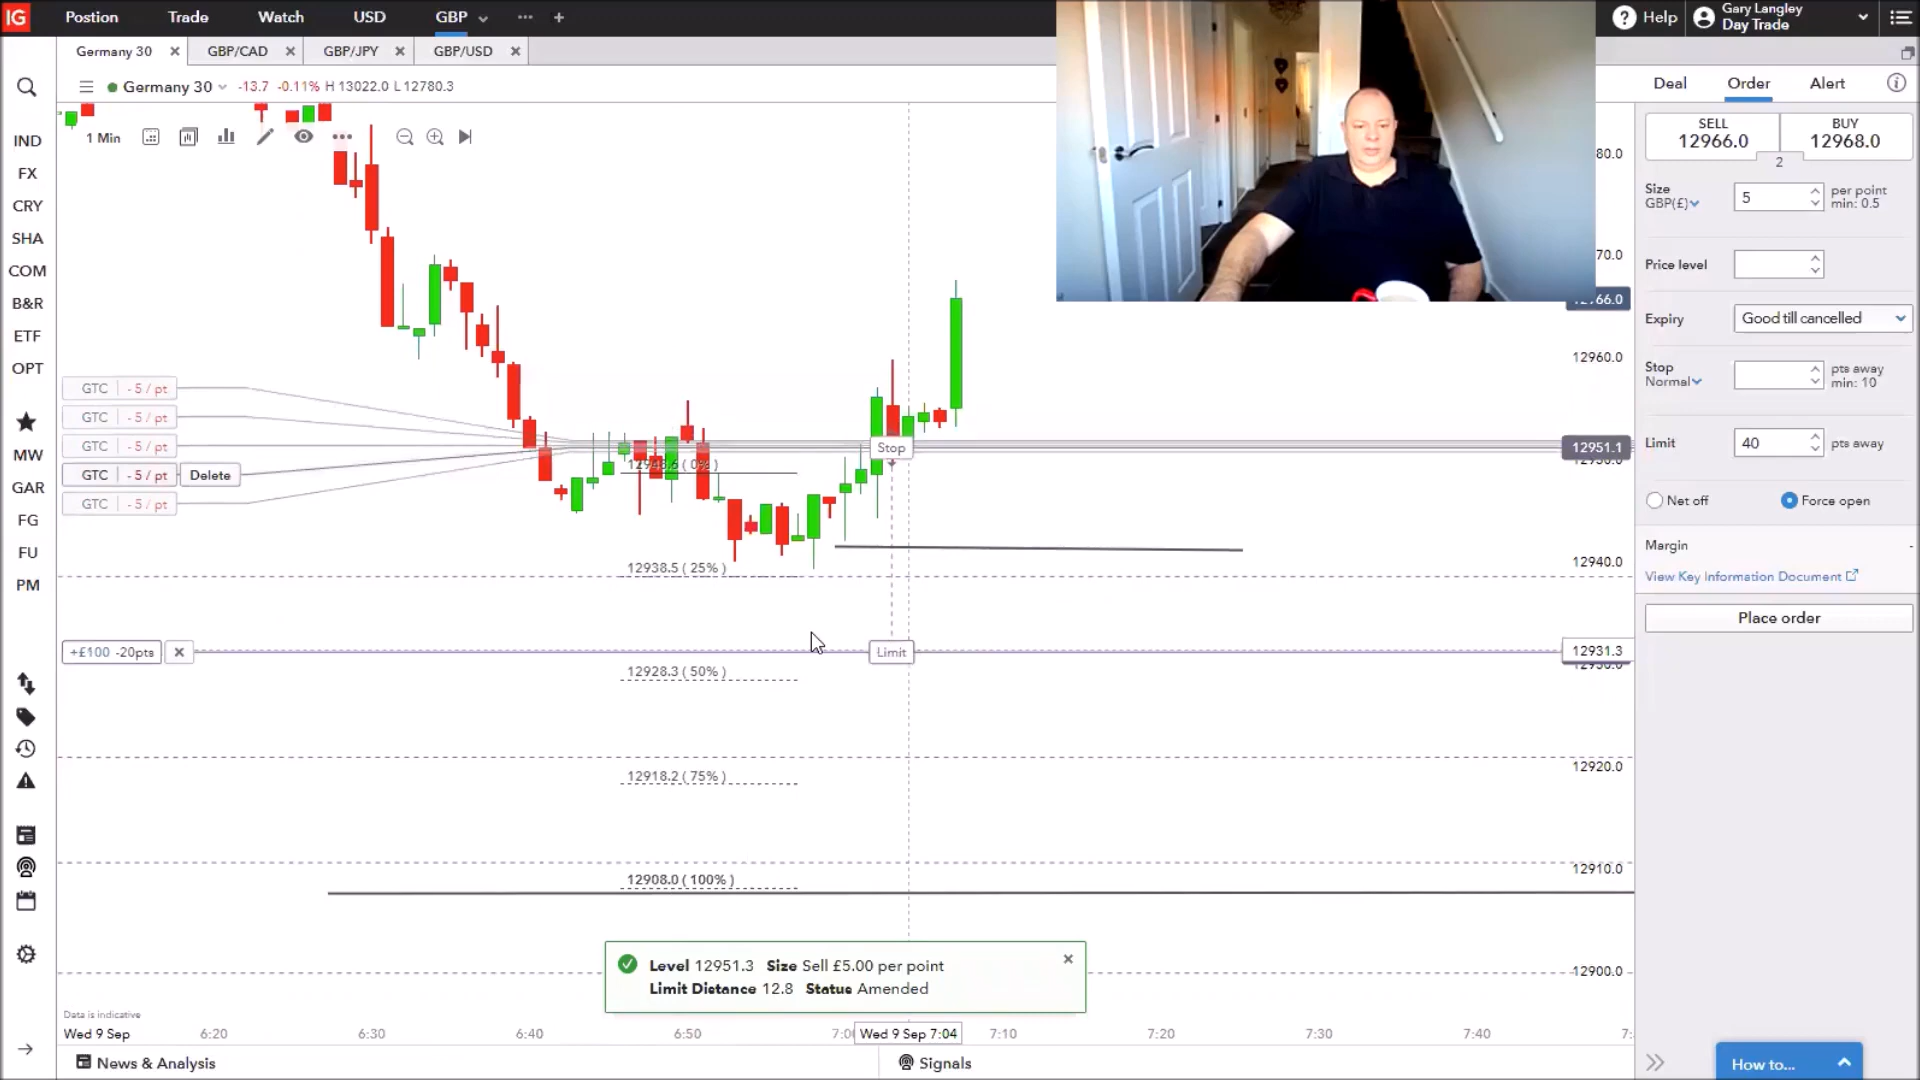 IG Postion Trade Watch USD GBP Help Gary Langley
Day Trade
Germany 30 GBP/CAD GBP/JPY GBP/USD
Germany 30 -13.7 -0.11% H 13022.0 L 12780.3
Deal Order Alert
1 Min
SELL BUY
12966.0 12968.0
2
80.0
Size
GBP(£) 5 per point
min: 0.5
70.0
Price level
66.0
Expiry Good till cancelled
12960.0
Stop
Normal pts away
min: 10
Limit 40 pts away
Net off Force open
Margin -
View Key Information Document
Place order
IND
FX
CRY
SHA
COM
B&R
ETF
OPT
MW
GAR
FG
FU
PM
GTC - 5 / pt
GTC - 5 / pt
GTC - 5 / pt
GTC - 5 / pt Delete
GTC - 5 / pt
Stop
12951.1
12948.6 ( 0% )
12940.0
12938.5 ( 25% )
+£100 -20pts Limit 12931.3
12928.3 ( 50% )
12920.0
12918.2 ( 75% )
12910.0
12908.0 ( 100% )
12900.0
Level 12951.3 Size Sell £5.00 per point
Limit Distance 12.8 Status Amended
Data is indicative
Wed 9 Sep 6:20 6:30 6:40 6:50 7:0 Wed 9 Sep 7:04 7:10 7:20 7:30 7:40 7:
News & Analysis Signals How to...